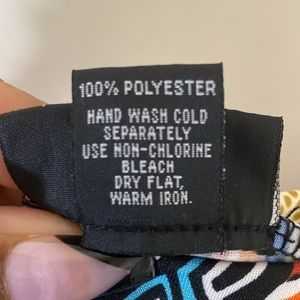 100% POLYESTER
HAND WASH COLD
SEPARATELY
USE NON-CHLORINE
BLEACH
DRY FLAT,
WARM IRON.